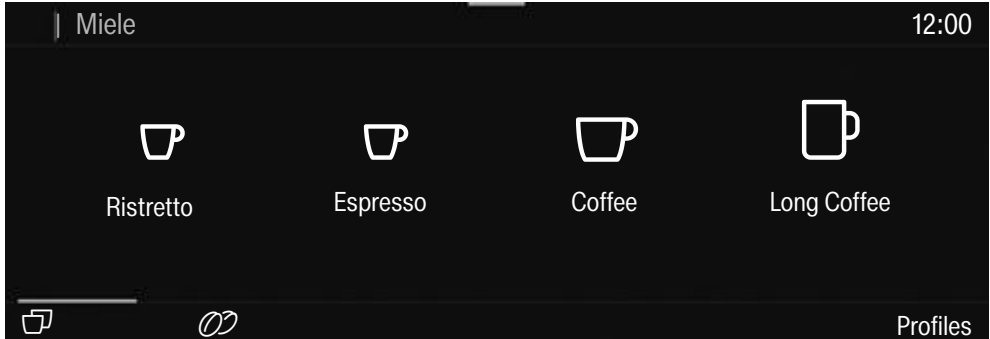 | Miele
12:00
Ristretto
Espresso
Coffee
Long Coffee
Profiles